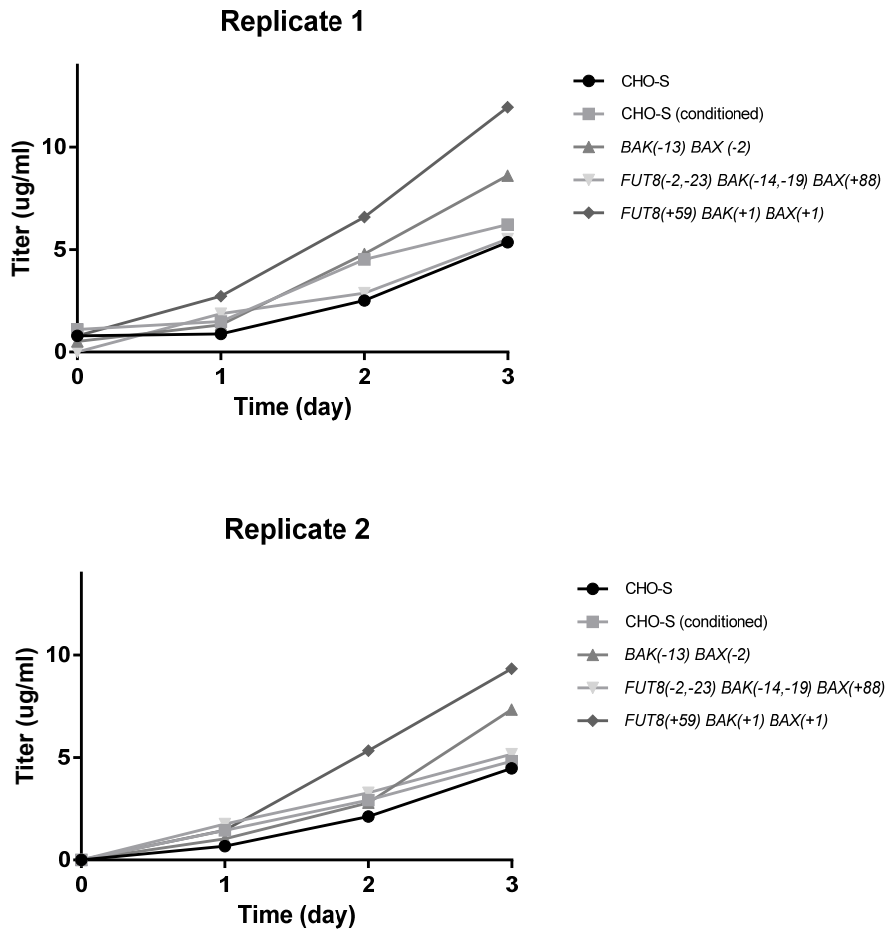 Replicate 1
Titer (ug/ml)
10
5
0
0 1 2 3
Time (day)
CHO-S
CHO-S (conditioned)
BAK(-13) BAX (-2)
FUT8(-2,-23) BAK(-14,-19) BAX(+88)
FUT8(+59) BAK(+1) BAX(+1)
Replicate 2
Titer (ug/ml)
10
5
0
0 1 2 3
Time (day)
CHO-S
CHO-S (conditioned)
BAK(-13) BAX(-2)
FUT8(-2,-23) BAK(-14,-19) BAX(+88)
FUT8(+59) BAK(+1) BAX(+1)